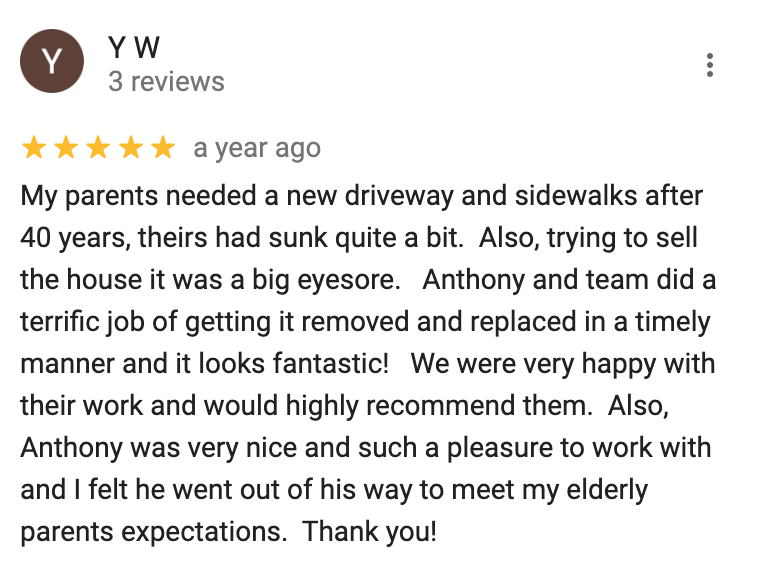 Y
Y W
3 reviews
a year ago
My parents needed a new driveway and sidewalks after
40 years, theirs had sunk quite a bit.  Also, trying to sell
the house it was a big eyesore.   Anthony and team did a
terrific job of getting it removed and replaced in a timely
manner and it looks fantastic!   We were very happy with
their work and would highly recommend them.  Also,
Anthony was very nice and such a pleasure to work with
and I felt he went out of his way to meet my elderly
parents expectations.  Thank you!